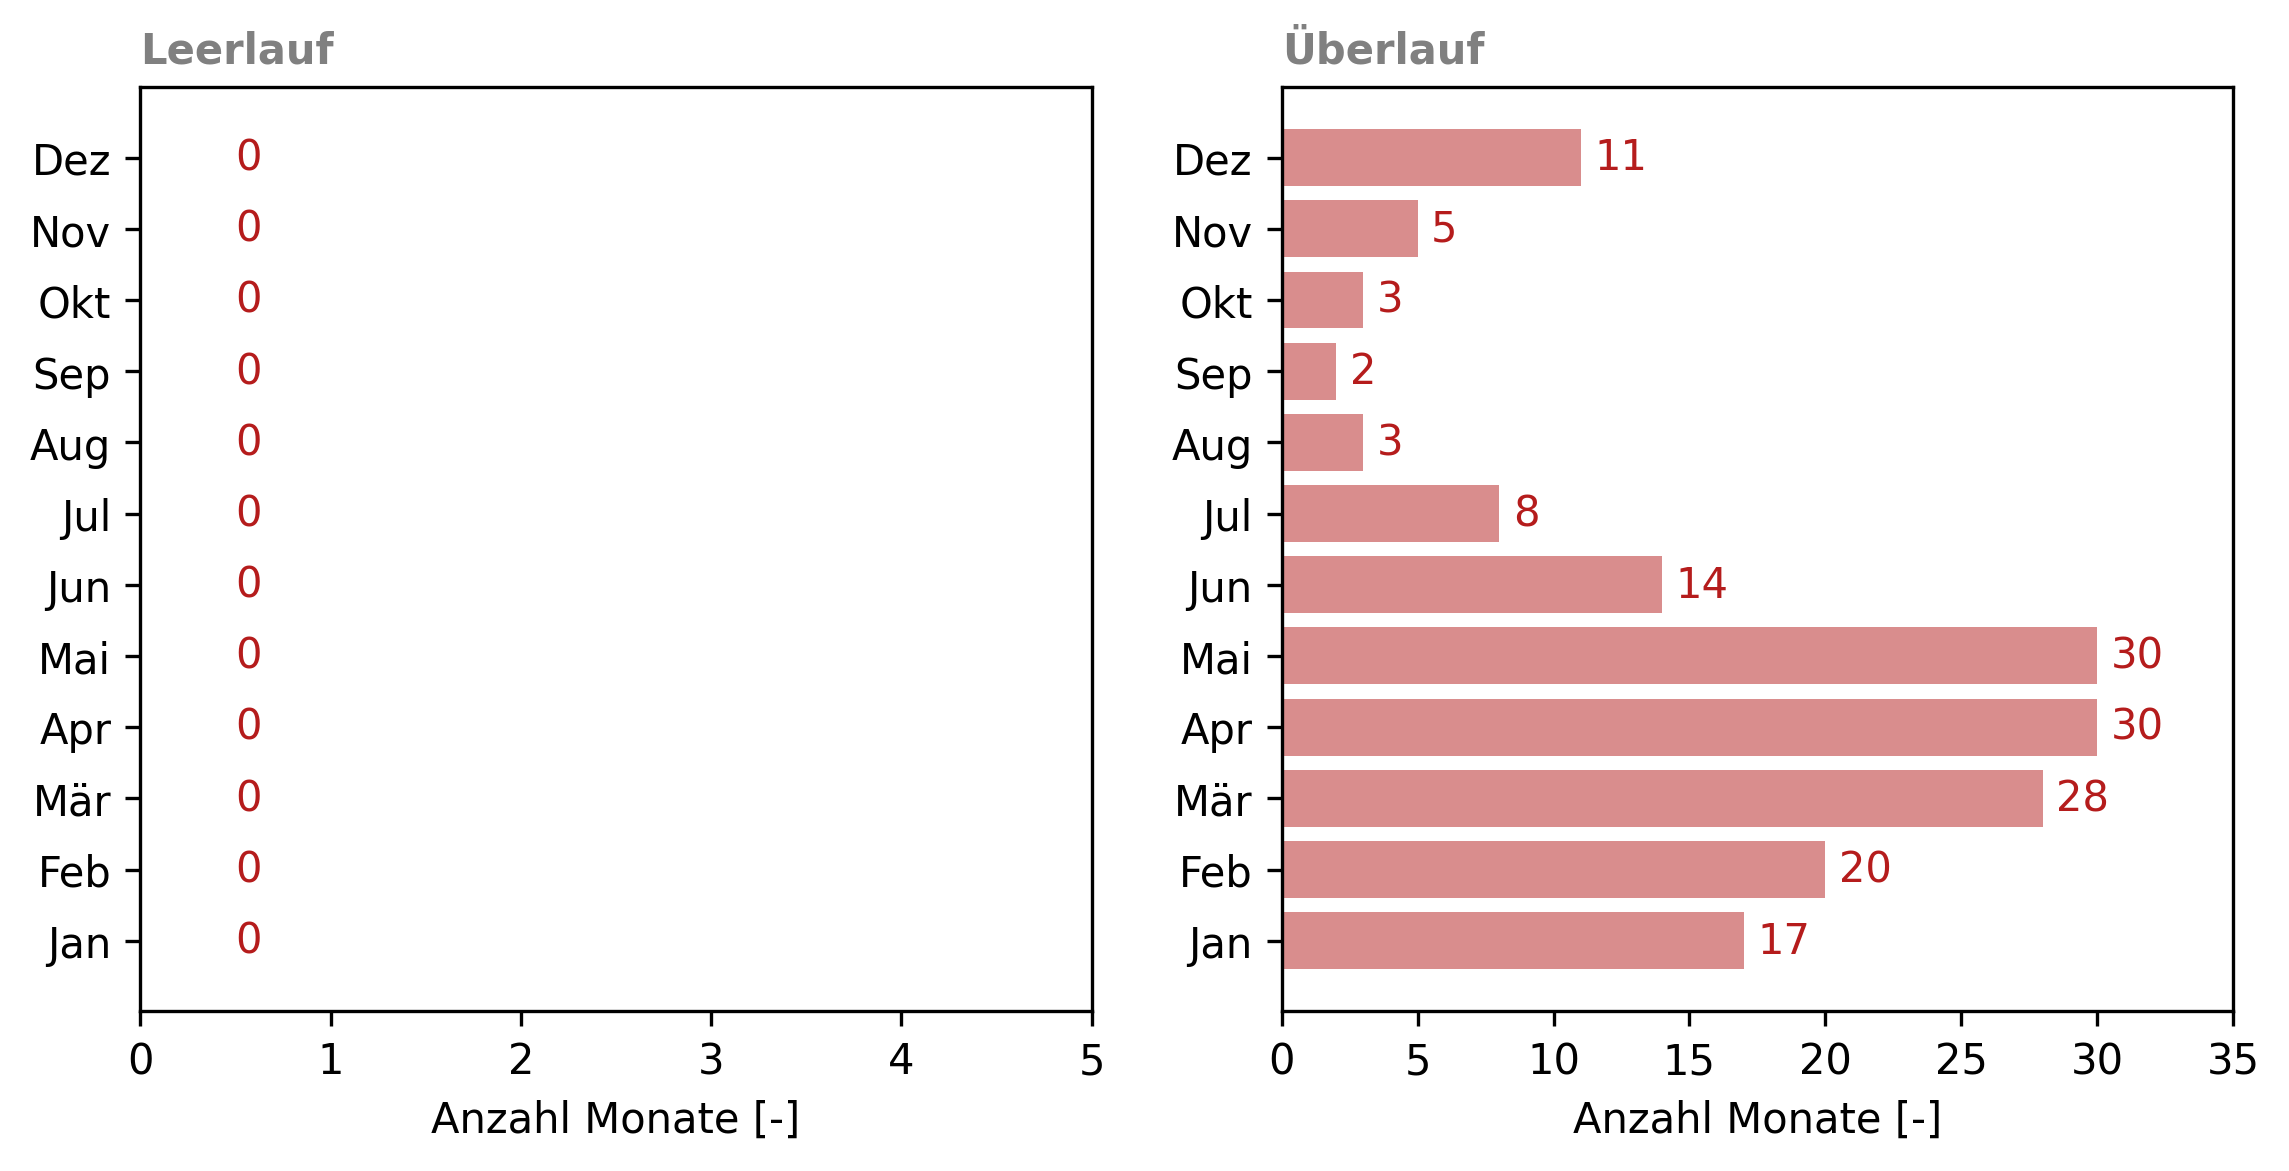 Leerlauf
Dez 0
Nov 0
Okt 0
Sep 0
Aug 0
Jul 0
Jun 0
Mai 0
Apr 0
Mär 0
Feb 0
Jan 0
0 1 2 3 4 5
Anzahl Monate [-]
Überlauf
Dez 11
Nov 5
Okt 3
Sep 2
Aug 3
Jul 8
Jun 14
Mai 30
Apr 30
Mär 28
Feb 20
Jan 17
0 5 10 15 20 25 30 35
Anzahl Monate [-]